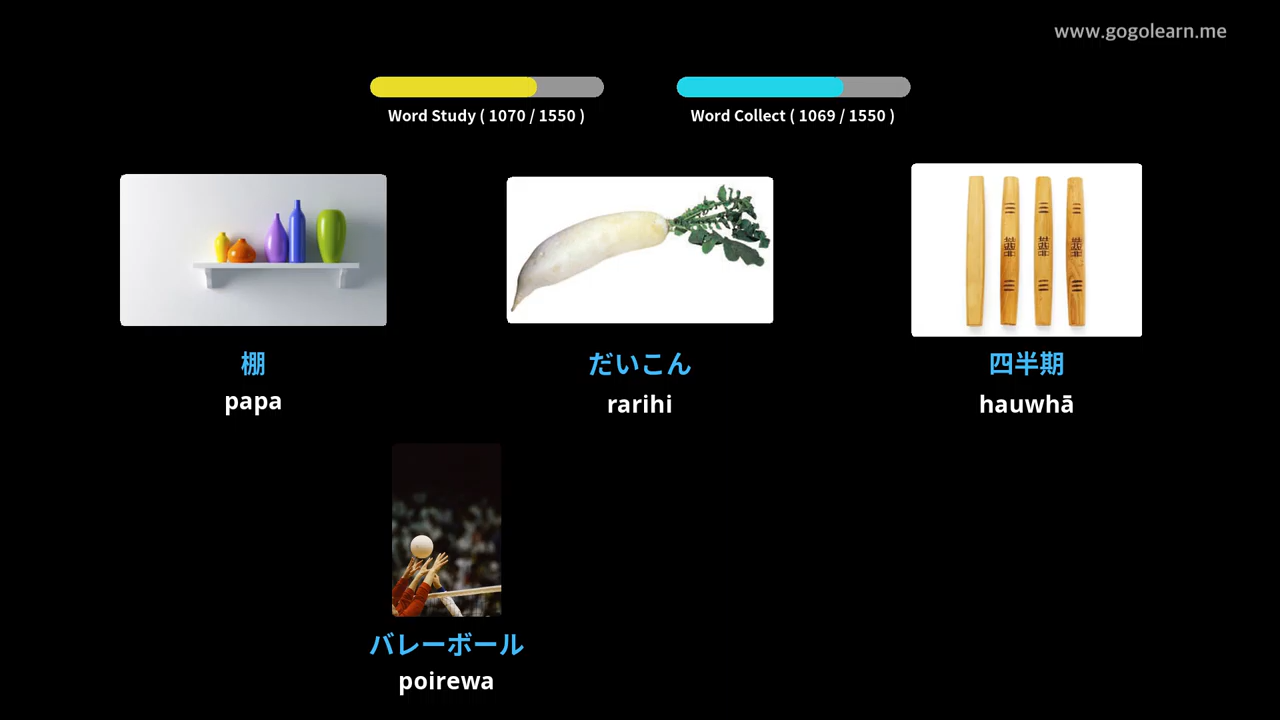 www.gogolearn.me
Word Study ( 1070 / 1550 )
Word Collect ( 1069 / 1550 )
棚
papa
だいこん
rarihi
四半期
hauwhā
バレーボール
poirewa